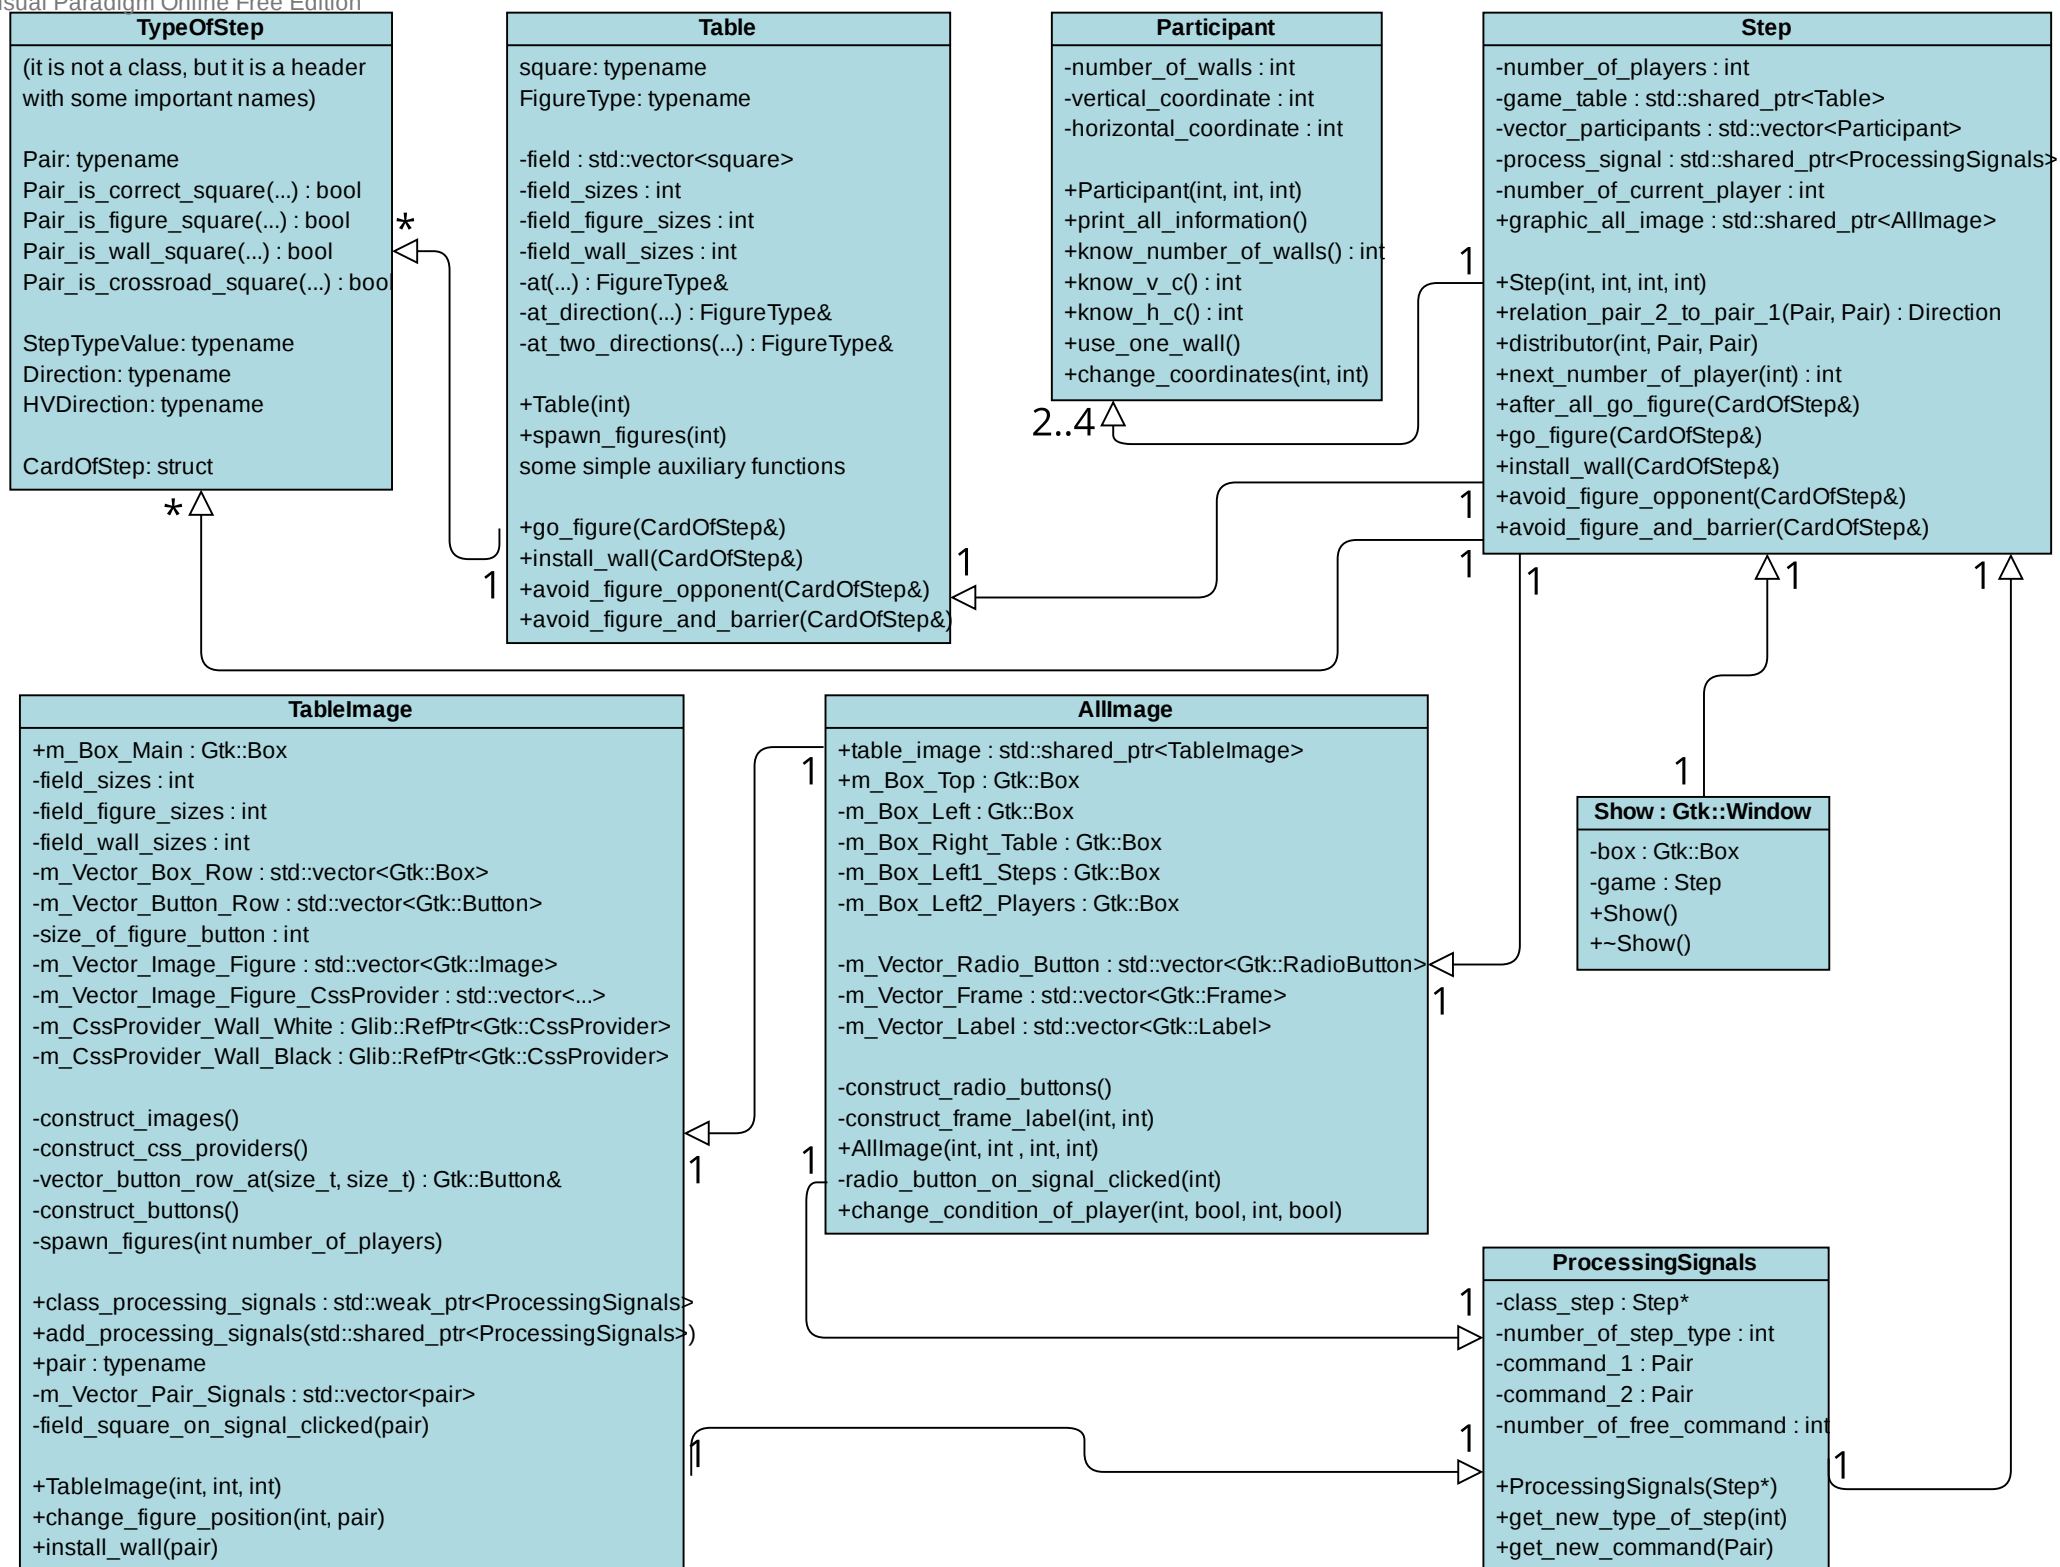 Visual Paradigm Online Free Edition
TypeOfStep
(it is not a class, but it is a header
with some important names)
Pair: typename
Pair_is_correct_square(...) : bool
Pair_is_figure_square(...) : bool
Pair_is_wall_square(...) : bool
Pair_is_crossroad_square(...) : bool
StepTypeValue: typename
Direction: typename
HVDirection: typename
CardOfStep: struct
*
*
Table
square: typename
FigureType: typename
-field : std::vector<square>
-field_sizes : int
-field_figure_sizes : int
-field_wall_sizes : int
-at(...) : FigureType&
-at_direction(...) : FigureType&
-at_two_directions(...) : FigureType&
+Table(int)
+spawn_figures(int)
some simple auxiliary functions
+go_figure(CardOfStep&)
+install_wall(CardOfStep&)
+avoid_figure_opponent(CardOfStep&)
+avoid_figure_and_barrier(CardOfStep&)
1
1
Participant
-number_of_walls : int
-vertical_coordinate : int
-horizontal_coordinate : int
+Participant(int, int, int)
+print_all_information()
+know_number_of_walls() : int
+know_v_c() : int
+know_h_c() : int
+use_one_wall()
+change_coordinates(int, int)
2..4
Step
-number_of_players : int
-game_table : std::shared_ptr<Table>
-vector_participants : std::vector<Participant>
-process_signal : std::shared_ptr<ProcessingSignals>
-number_of_current_player : int
+graphic_all_image : std::shared_ptr<AllImage>
+Step(int, int, int, int)
+relation_pair_2_to_pair_1(Pair, Pair) : Direction
+distributor(int, Pair, Pair)
+next_number_of_player(int) : int
+after_all_go_figure(CardOfStep&)
+go_figure(CardOfStep&)
+install_wall(CardOfStep&)
+avoid_figure_opponent(CardOfStep&)
+avoid_figure_and_barrier(CardOfStep&)
1
1
1
1
1
1
TableImage
+m_Box_Main : Gtk::Box
-field_sizes : int
-field_figure_sizes : int
-field_wall_sizes : int
-m_Vector_Box_Row : std::vector<Gtk::Box>
-m_Vector_Button_Row : std::vector<Gtk::Button>
-size_of_figure_button : int
-m_Vector_Image_Figure : std::vector<Gtk::Image>
-m_Vector_Image_Figure_CssProvider : std::vector<...>
-m_CssProvider_Wall_White : Glib::RefPtr<Gtk::CssProvider>
-m_CssProvider_Wall_Black : Glib::RefPtr<Gtk::CssProvider>
-construct_images()
-construct_css_providers()
-vector_button_row_at(size_t, size_t) : Gtk::Button&
-construct_buttons()
-spawn_figures(int number_of_players)
+class_processing_signals : std::weak_ptr<ProcessingSignals>
+add_processing_signals(std::shared_ptr<ProcessingSignals>)
+pair : typename
-m_Vector_Pair_Signals : std::vector<pair>
-field_square_on_signal_clicked(pair)
+TableImage(int, int, int)
+change_figure_position(int, pair)
+install_wall(pair)
1
1
AllImage
+table_image : std::shared_ptr<TableImage>
+m_Box_Top : Gtk::Box
-m_Box_Left : Gtk::Box
-m_Box_Right_Table : Gtk::Box
-m_Box_Left1_Steps : Gtk::Box
-m_Box_Left2_Players : Gtk::Box
-m_Vector_Radio_Button : std::vector<Gtk::RadioButton>
-m_Vector_Frame : std::vector<Gtk::Frame>
-m_Vector_Label : std::vector<Gtk::Label>
-construct_radio_buttons()
-construct_frame_label(int, int)
+AllImage(int, int , int, int)
-radio_button_on_signal_clicked(int)
+change_condition_of_player(int, bool, int, bool)
1
1
1
1
Show : Gtk::Window
-box : Gtk::Box
-game : Step
+Show()
+~Show()
ProcessingSignals
-class_step : Step*
-number_of_step_type : int
-command_1 : Pair
-command_2 : Pair
-number_of_free_command : int
+ProcessingSignals(Step*)
+get_new_type_of_step(int)
+get_new_command(Pair)
1
1
1